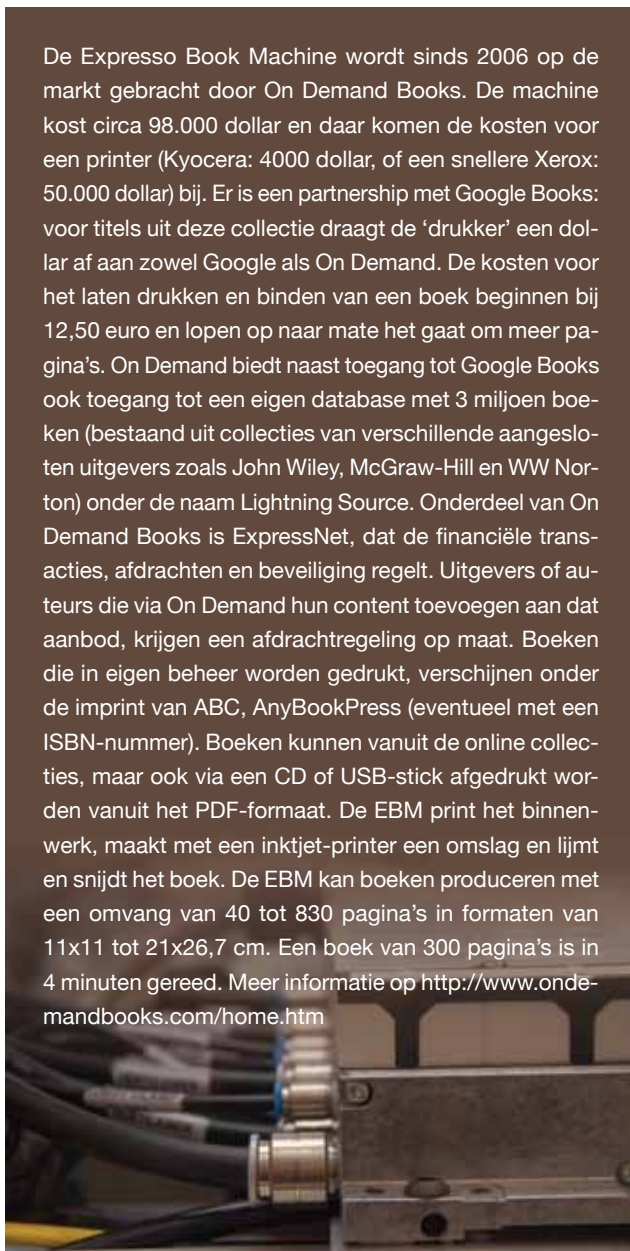 De Expresso Book Machine wordt sinds 2006 op de
markt gebracht door On Demand Books. De machine
kost circa 98.000 dollar en daar komen de kosten voor
een printer (Kyocera: 4000 dollar, of een snellere Xerox:
50.000 dollar) bij. Er is een partnership met Google Books:
voor titels uit deze collectie draagt de ‘drukker’ een dol-
lar af aan zowel Google als On Demand. De kosten voor
het laten drukken en binden van een boek beginnen bij
12,50 euro en lopen op naar mate het gaat om meer pa-
gina’s. On Demand biedt naast toegang tot Google Books
ook toegang tot een eigen database met 3 miljoen boe-
ken (bestaand uit collecties van verschillende aangeslo-
ten uitgevers zoals John Wiley, McGraw-Hill en WW Nor-
ton) onder de naam Lightning Source. Onderdeel van On
Demand Books is ExpressNet, dat de financiële trans-
acties, afdrachten en beveiliging regelt. Uitgevers of au-
teurs die via On Demand hun content toevoegen aan dat
aanbod, krijgen een afdrachtregeling op maat. Boeken
die in eigen beheer worden gedrukt, verschijnen onder
de imprint van ABC, AnyBookPress (eventueel met een
ISBN-nummer). Boeken kunnen vanuit de online collec-
ties, maar ook via een CD of USB-stick afgedrukt wor-
den vanuit het PDF-formaat. De EBM print het binnen-
werk, maakt met een inktjet-printer een omslag en lijmt
en snijdt het boek. De EBM kan boeken produceren met
een omvang van 40 tot 830 pagina’s in formaten van
11x11 tot 21x26,7 cm. Een boek van 300 pagina’s is in
4 minuten gereed. Meer informatie op http://www.onde-
mandbooks.com/home.htm